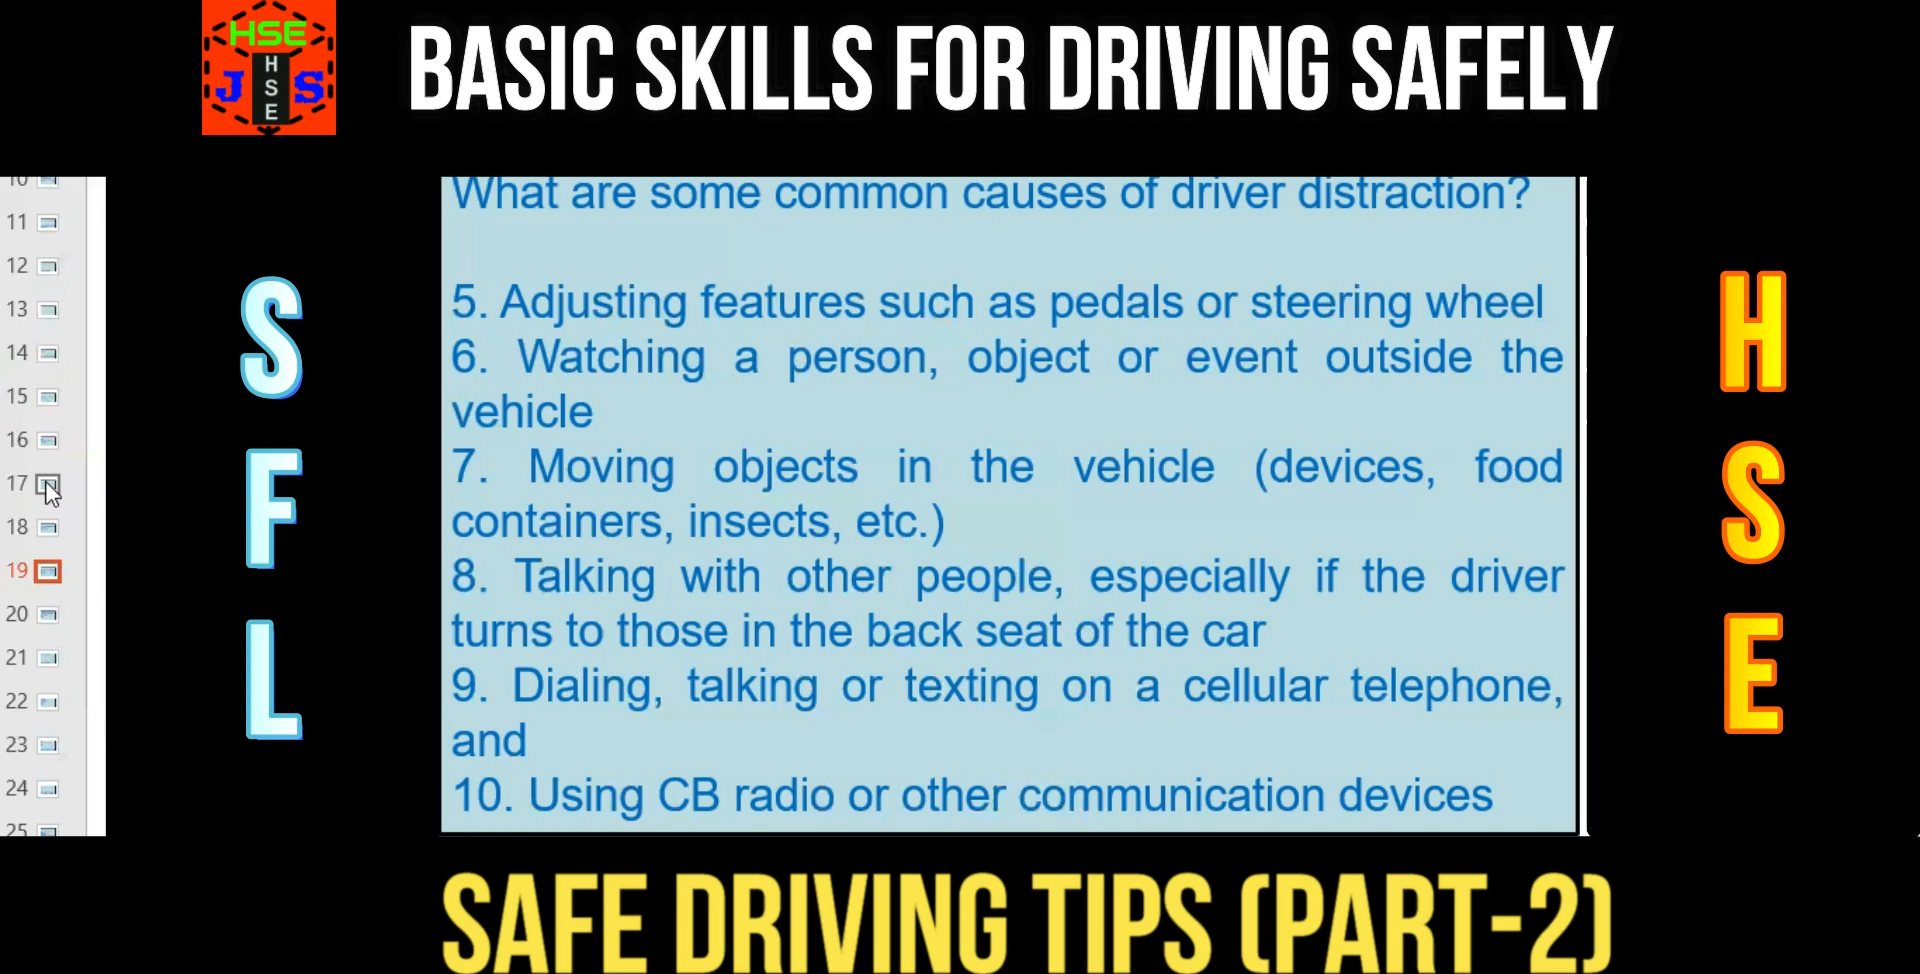 HSE
J S
H
S
E
BASIC SKILLS FOR DRIVING SAFELY
10
11
12
13
14
15
16
17
18
19
20
21
22
23
24
25
S
F
L
What are some common causes of driver distraction?
5. Adjusting features such as pedals or steering wheel
6. Watching a person, object or event outside the
vehicle
7. Moving objects in the vehicle (devices, food
containers, insects, etc.)
8. Talking with other people, especially if the driver
turns to those in the back seat of the car
9. Dialing, talking or texting on a cellular telephone,
and
10. Using CB radio or other communication devices
H
S
E
SAFE DRIVING TIPS (PART-2)